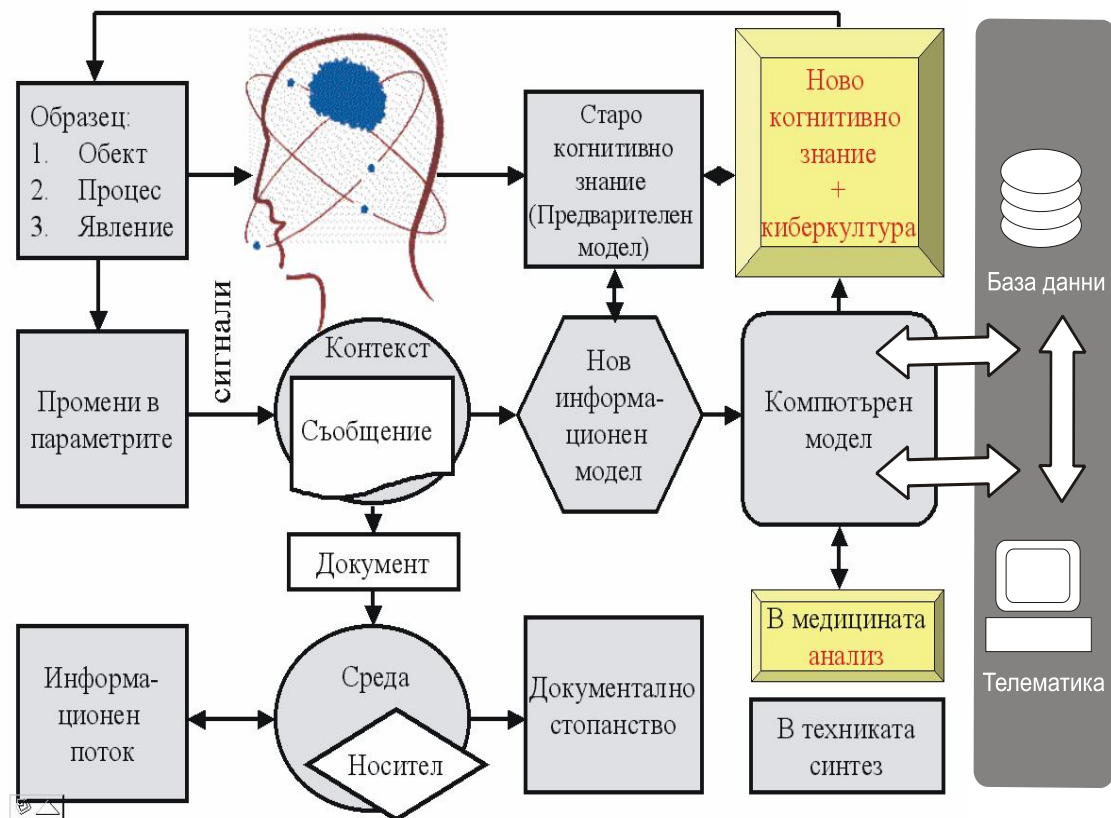 Образец:
1. Обект
2. Процес
3. Явление
Старо
когнитивно
знание
(Предварителен
модел)
Ново
когнитивно
знание
+
киберкултура
База данни
Промени в
параметрите
сигнали
Контекст
Съобщение
Нов
информа-
ционен
модел
Компютърен
модел
Документ
Информа-
ционен
поток
Среда
Носител
Документално
стопанство
В медицината
анализ
В техниката
синтез
Телематика